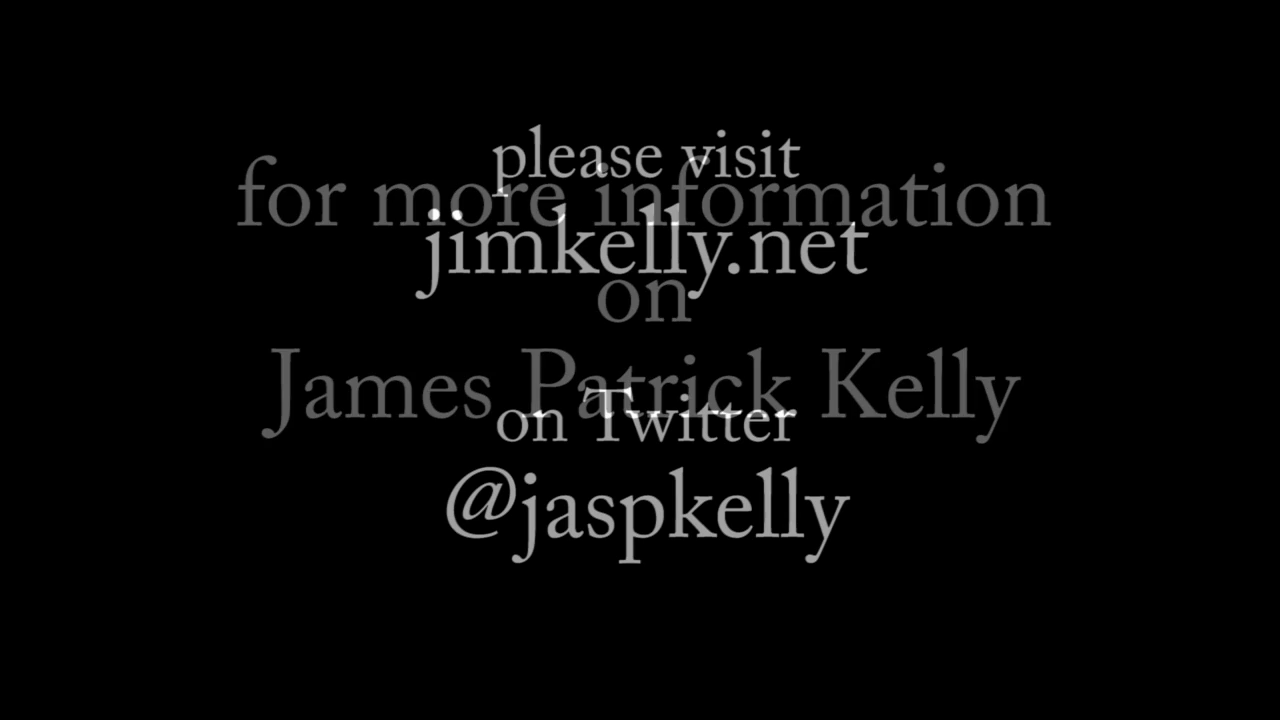 for more information
on
James Patrick Kelly
please visit
jimkelly.net
on Twitter
@jaspkelly